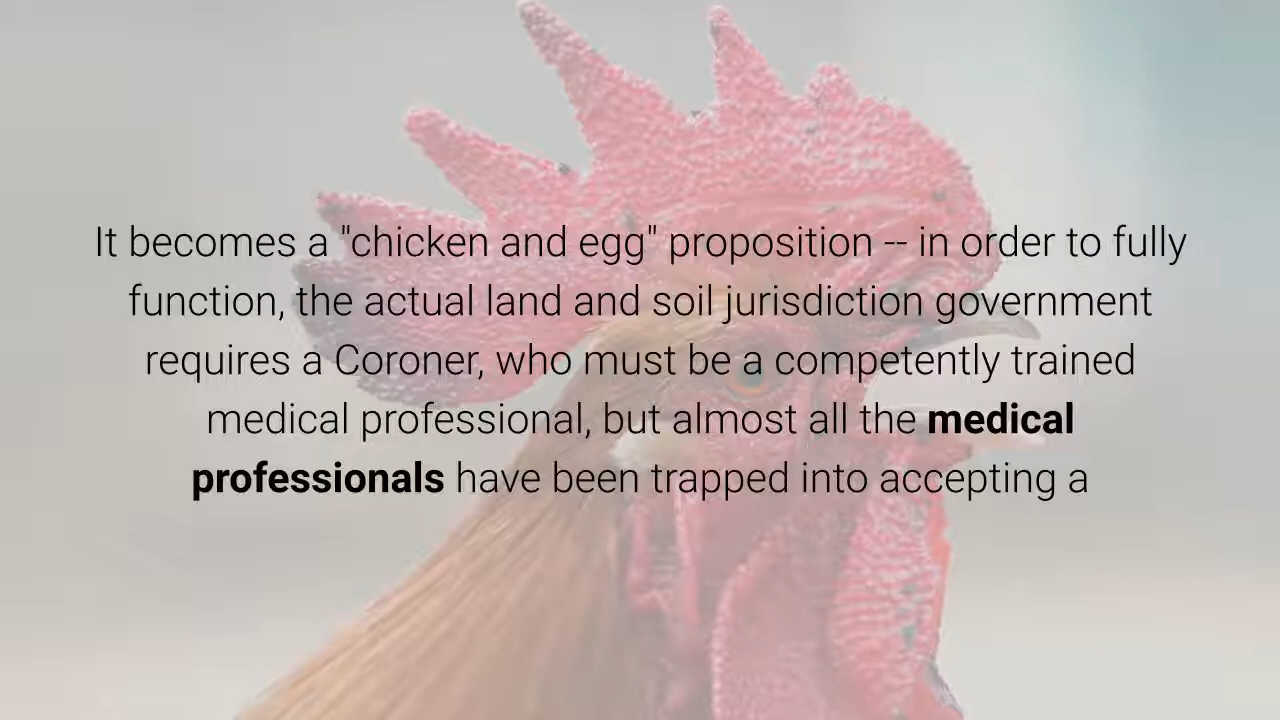 It becomes a "chicken and egg" proposition -- in order to fully
function, the actual land and soil jurisdiction government
requires a Coroner, who must be a competently trained
medical professional, but almost all the medical
professionals have been trapped into accepting a